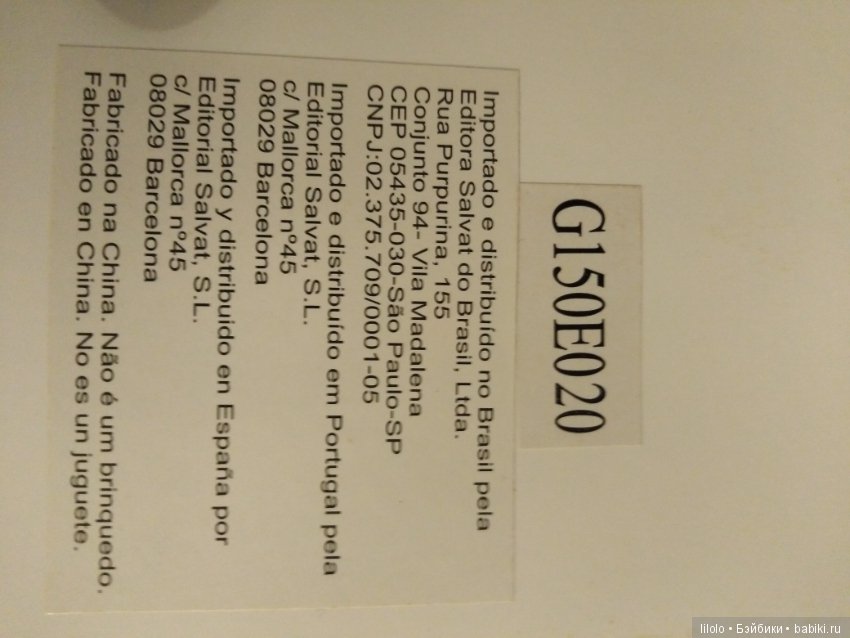 G150E020
Importado e distribuído no Brasil pela
Editora Salvat do Brasil, Ltda.
Rua Purpurina, 155
Conjunto 94- Vila Madalena
CEP 05435-030-São Paulo-SP
CNPJ:02.375.709/0001-05
Importado e distribuído em Portugal pela
Editorial Salvat, S.L.
c/ Mallorca nº45
08029 Barcelona
Importado y distribuido en España por
Editorial Salvat, S.L.
c/ Mallorca nº45
08029 Barcelona
Fabricado na China. Não é um brinquedo.
Fabricado en China. No es un juguete.
lilolo • Бэйбики • babiki.ru